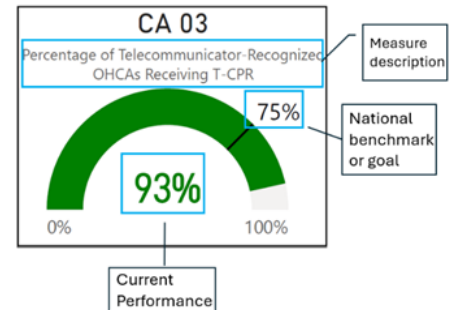 CA 03
Percentage of Telecommunicator-Recognized
OHCAs Receiving T-CPR
75%
93%
0%
100%
Measure
description
National
benchmark
or goal
Current
Performance